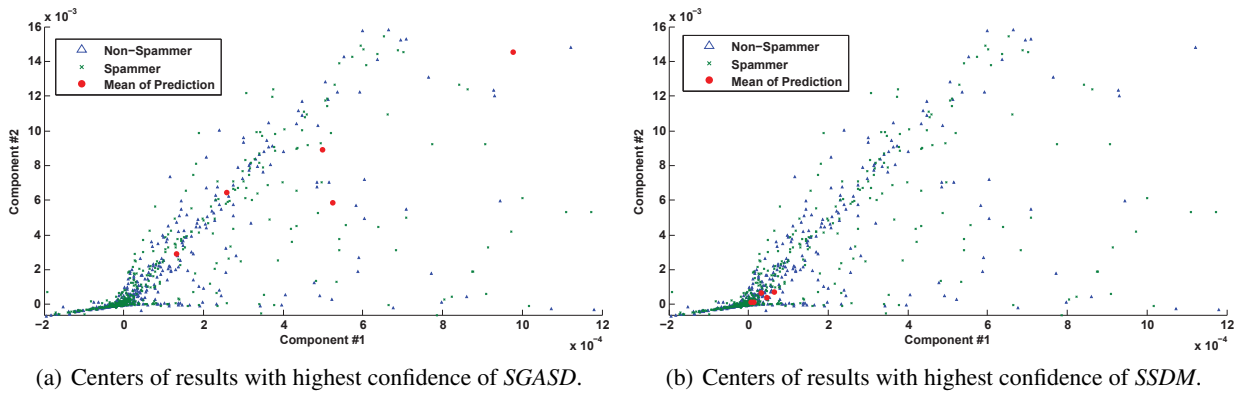 x 10⁻³
16
14
12
10
8
6
4
2
0
Component #2
Non−Spammer
Spammer
Mean of Prediction
−2 0 2 4 6 8 10 12
Component #1
x 10⁻⁴
(a) Centers of results with highest confidence of SGASD.
x 10⁻³
16
14
12
10
8
6
4
2
0
Component #2
Non−Spammer
Spammer
Mean of Prediction
−2 0 2 4 6 8 10 12
Component #1
x 10⁻⁴
(b) Centers of results with highest confidence of SSDM.